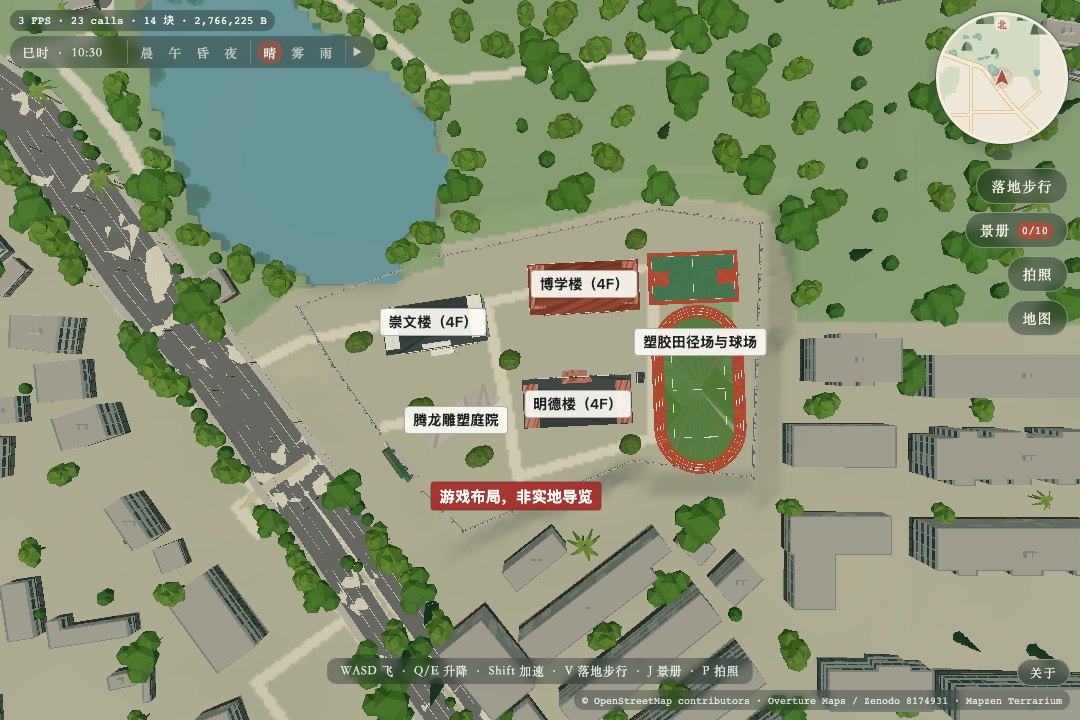 3 FPS · 23 calls · 14 块 · 2,766,225 B
巳时 · 10:30 晨 午 昏 夜 晴 雾 雨 ▶
北
落地步行
景册 0/10
拍照
地图
博学楼（4F）
崇文楼（4F）
塑胶田径场与球场
明德楼（4F）
腾龙雕塑庭院
游戏布局，非实地导览
WASD 飞 · Q/E 升降 · Shift 加速 · V 落地步行 · J 景册 · P 拍照
关于
© OpenStreetMap contributors · Overture Maps / Zenodo 8174931 · Mapzen Terrarium